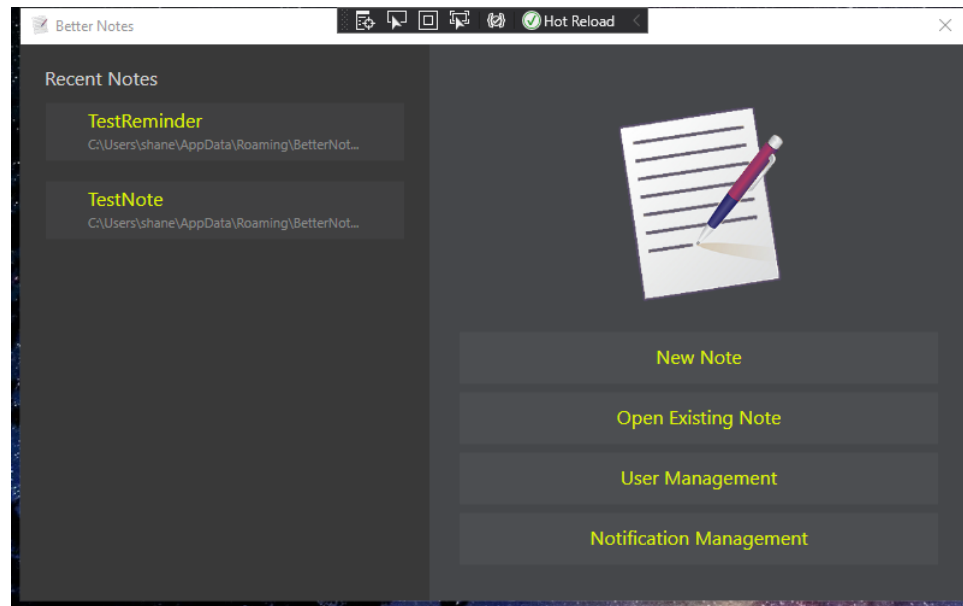 Better Notes
Hot Reload
Recent Notes
TestReminder
C:\Users\shane\AppData\Roaming\BetterNot...
TestNote
C:\Users\shane\AppData\Roaming\BetterNot...
New Note
Open Existing Note
User Management
Notification Management